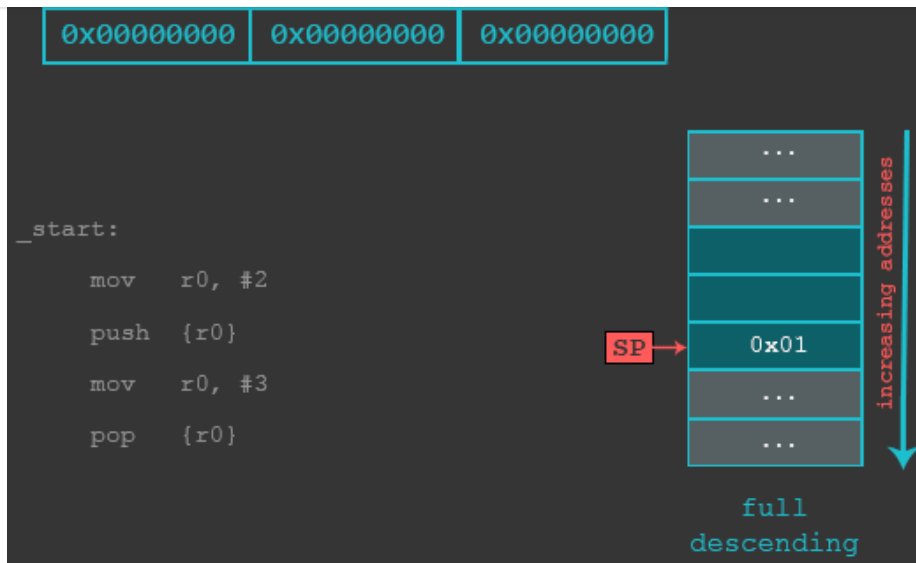 0x00000000 0x00000000 0x00000000
_start:
mov r0, #2
push {r0}
mov r0, #3
pop {r0}
...
...
SP
0x01
...
...
increasing addresses
full
descending